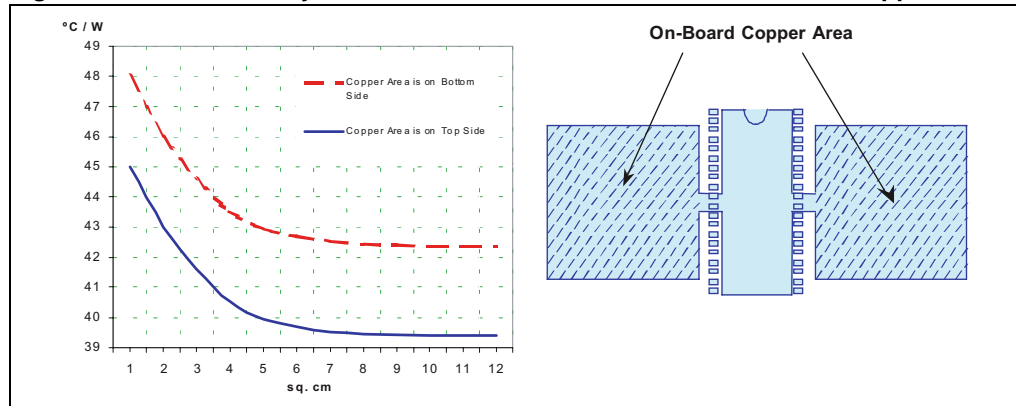 ºC / W
49
48
47
46
45
44
43
42
41
40
39
Copper Area is on Bottom
Side
Copper Area is on Top Side
1 2 3 4 5 6 7 8 9 10 11 12
sq. cm
On-Board Copper Area